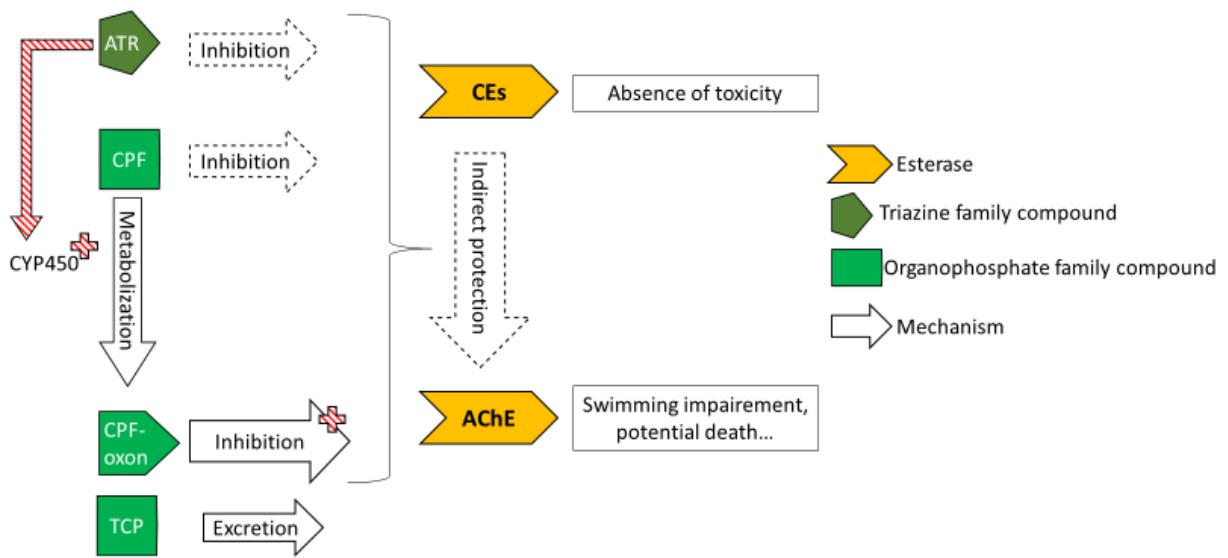 ATR
Inhibition
CEs
Absence of toxicity
CPF
Inhibition
Esterase
Triazine family compound
Organophosphate family compound
Mechanism
CYP450
Metabolization
Indirect protection
CPF-
oxon
Inhibition
AChE
Swimming impairement,
potential death...
TCP
Excretion